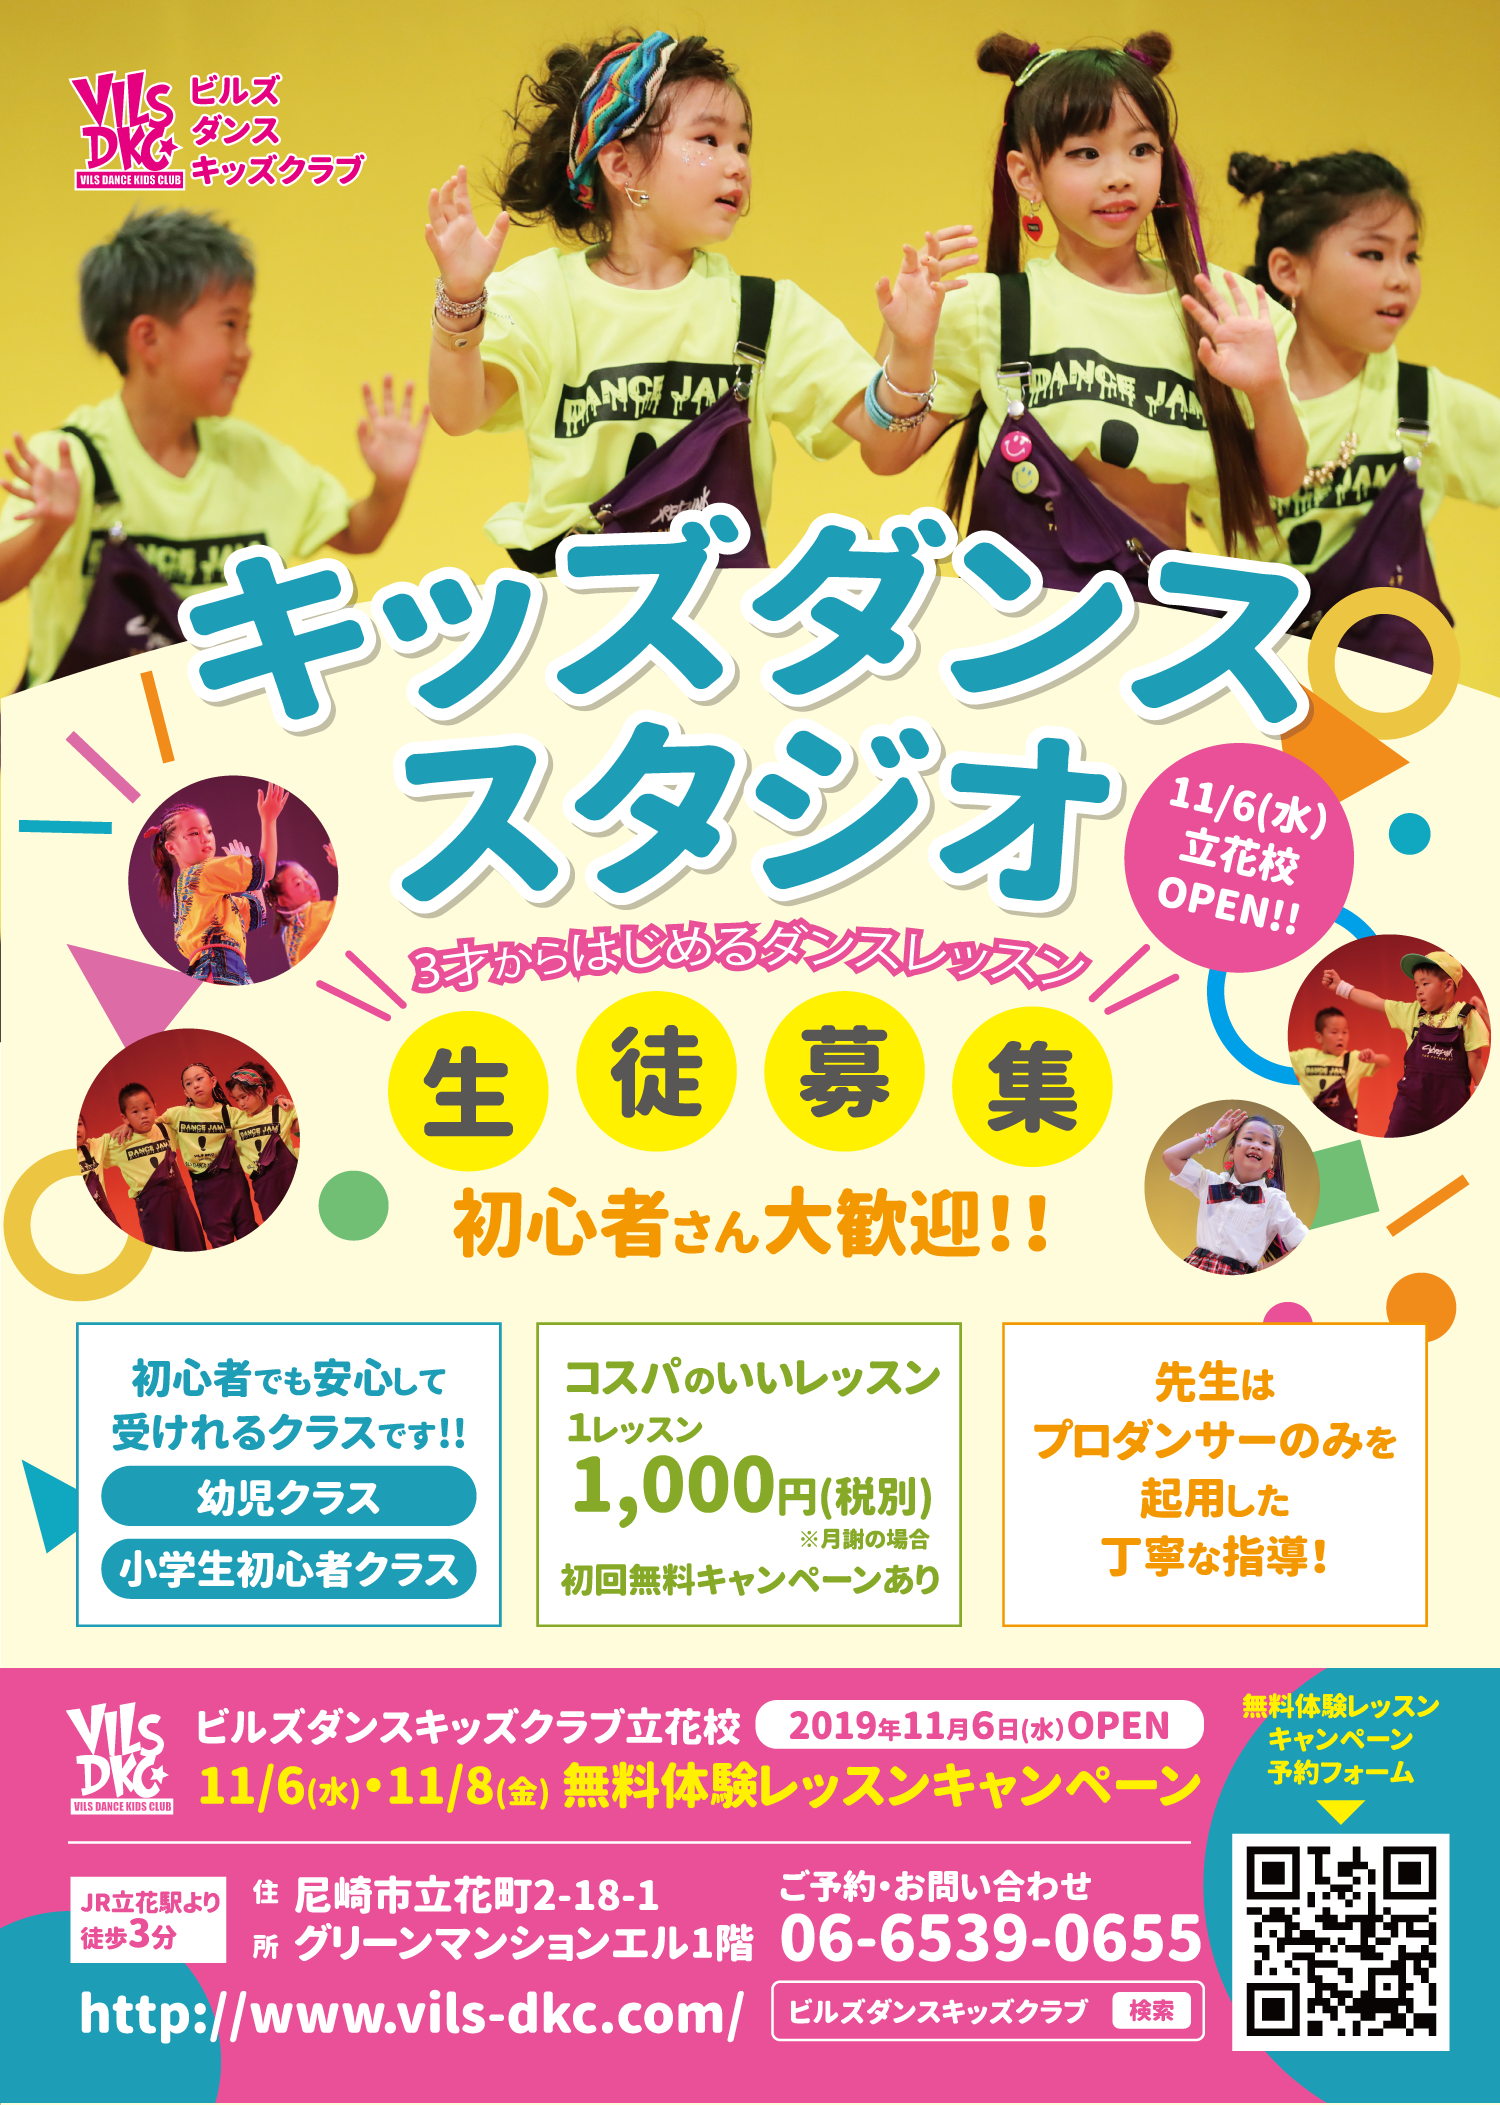 VILS
DKC
VILS DANCE KIDS CLUB
ビルズ
ダンス
キッズクラブ
DANCE JAM
DANCE JAM
DANCE JAM
キッズダンス
スタジオ
11/6(水)
立花校
OPEN!!
3才からはじめるダンスレッスン
生徒募集
初心者さん大歓迎!!
DANCE JAM
DANCE JAM
DANCE JAM
初心者でも安心して
受けれるクラスです!!
幼児クラス
小学生初心者クラス
コスパのいいレッスン
1レッスン
1,000円(税別)
※月謝の場合
初回無料キャンペーンあり
先生は
プロダンサーのみを
起用した
丁寧な指導!
VILS
DKC
VILS DANCE KIDS CLUB
ビルズダンスキッズクラブ立花校 2019年11月6日(水)OPEN
11/6(水)・11/8(金) 無料体験レッスンキャンペーン
無料体験レッスン
キャンペーン
予約フォーム
JR立花駅より
徒歩3分
住所
尼崎市立花町2-18-1
グリーンマンションエル1階
ご予約・お問い合わせ
06-6539-0655
http://www.vils-dkc.com/
ビルズダンスキッズクラブ 検索